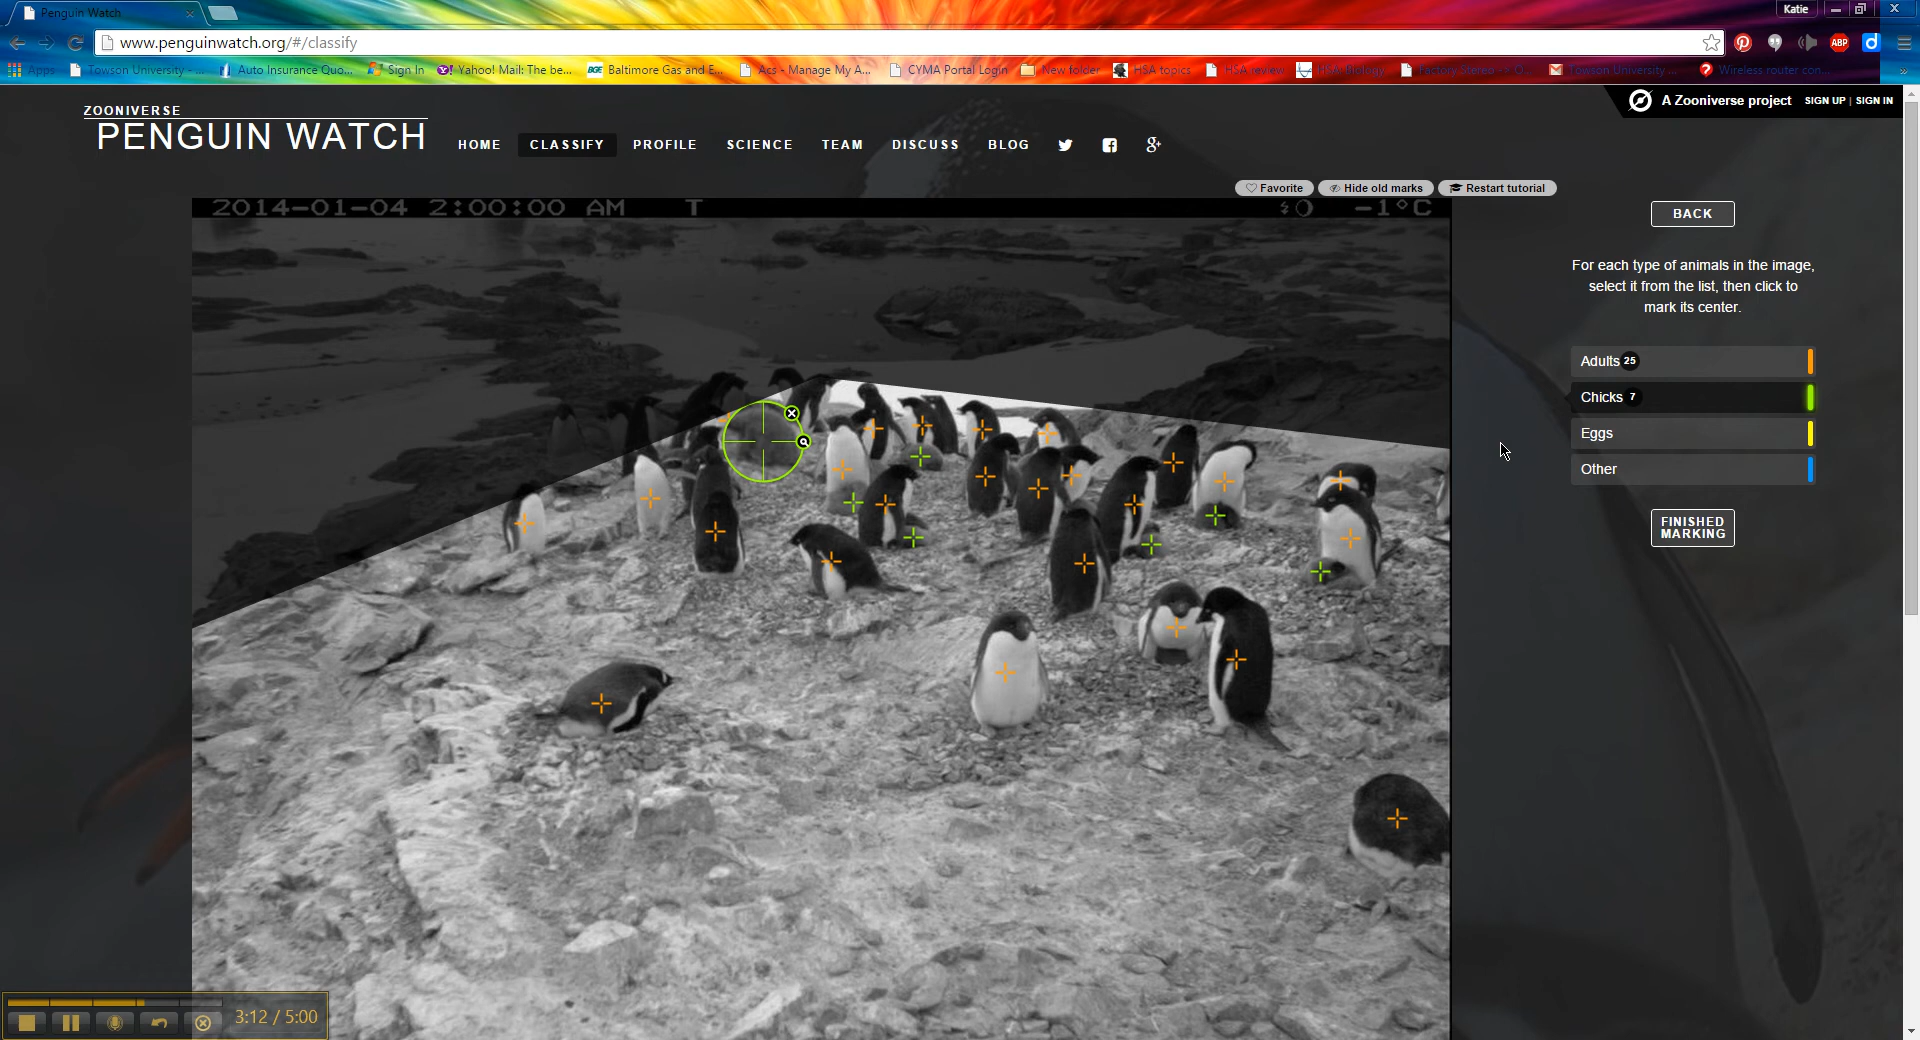 Penguin Watch
Katie
www.penguinwatch.org/#/classify
ABP
Apps
Towson University - ...
Auto Insurance Quo...
Sign In
Yahoo! Mail: The be...
BGE
Baltimore Gas and E...
Acs - Manage My A...
CYMA Portal Login
New folder
HSA topics
HSA review
HSA Biology
Factory Stereo -> O...
Towson University ...
Wireless router con...
ZOONIVERSE
PENGUIN WATCH
HOME
CLASSIFY
PROFILE
SCIENCE
TEAM
DISCUSS
BLOG
A Zooniverse project
SIGN UP | SIGN IN
Favorite
Hide old marks
Restart tutorial
2014-01-04 2:00:00 AM T -1°C
BACK
For each type of animals in the image,
select it from the list, then click to
mark its center.
Adults 25
Chicks 7
Eggs
Other
FINISHED
MARKING
3:12 / 5:00